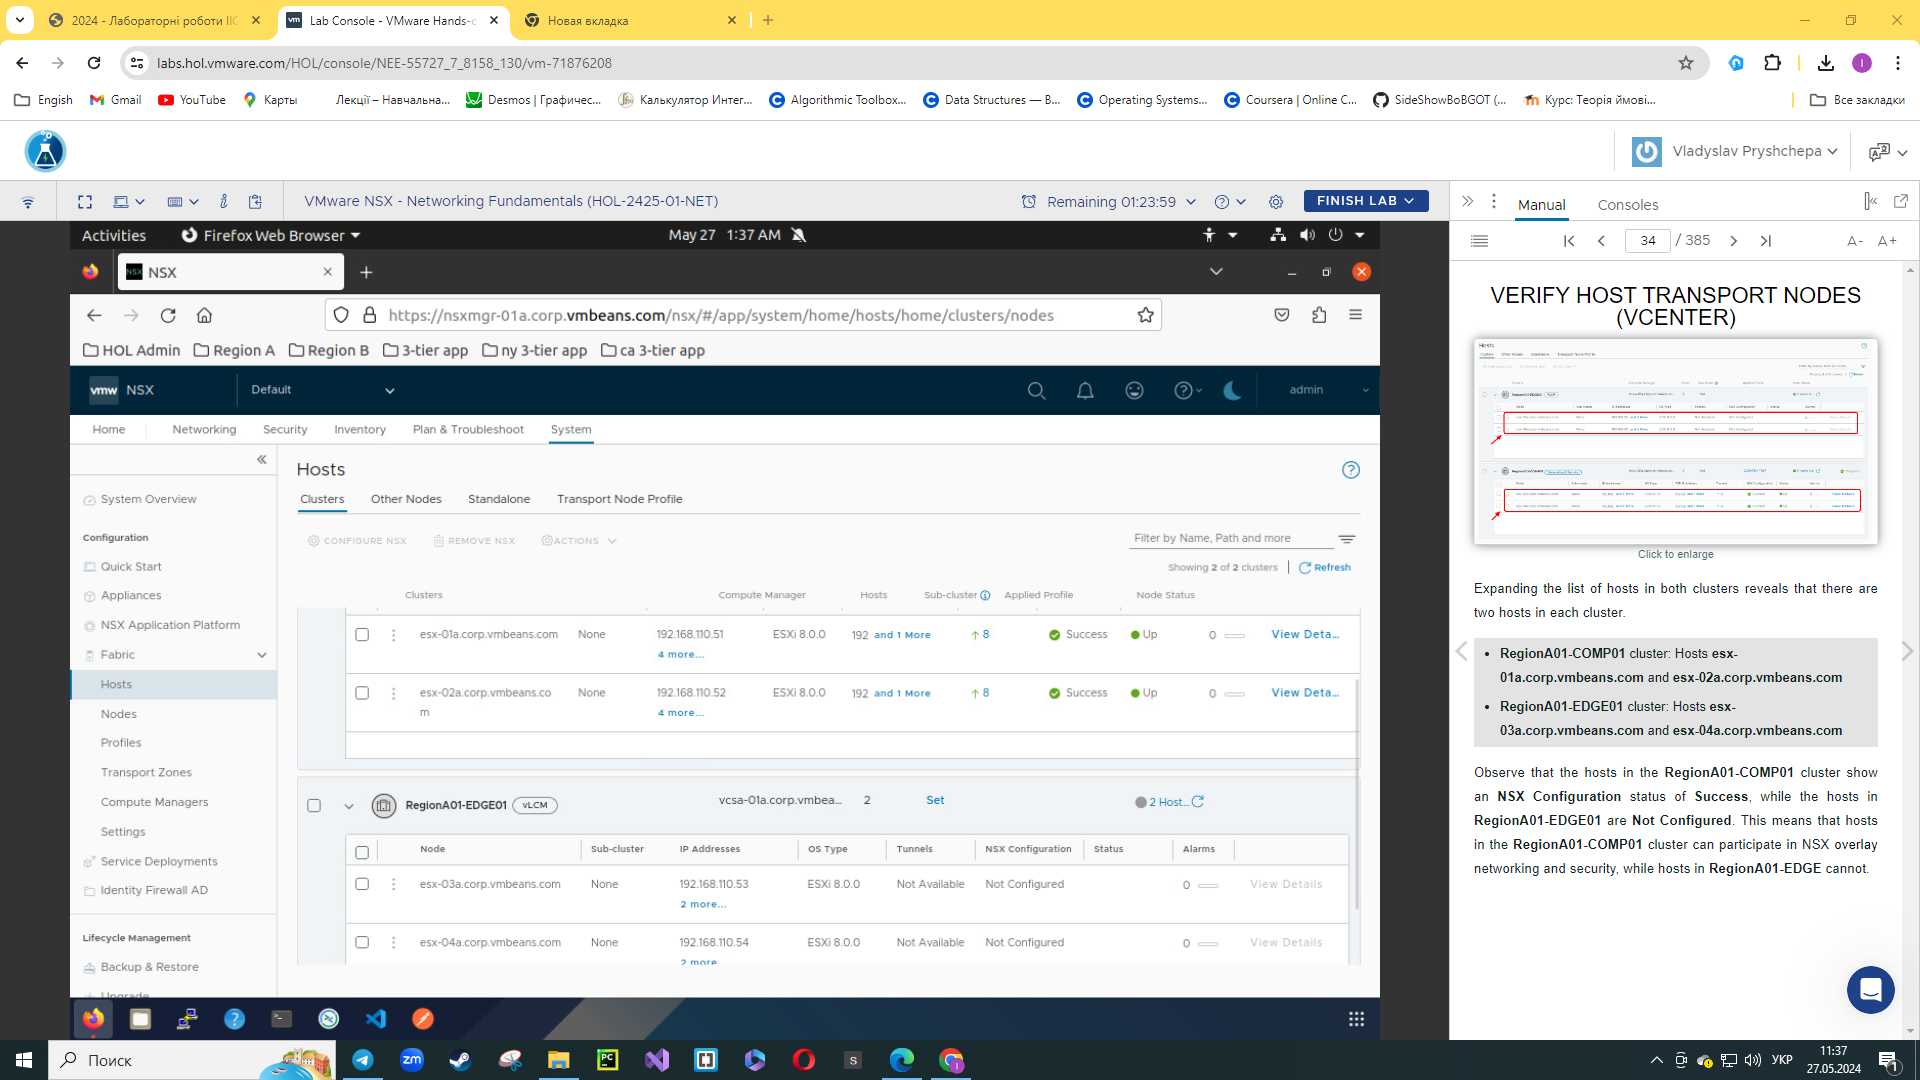 2024 - Лабораторні роботи ІІС
Lab Console - VMware Hands-o
Новая вкладка
labs.hol.vmware.com/HOL/console/NEE-55727_7_8158_130/vm-71876208
Engish
Gmail
YouTube
Карты
Лекції – Навчальна...
Desmos | Графичес...
Калькулятор Интег...
Algorithmic Toolbox...
Data Structures — B...
Operating Systems...
Coursera | Online C...
SideShowBoBGOT (...
Курс: Теорія ймові...
Все закладки
Vladyslav Pryshchepa
VMware NSX - Networking Fundamentals (HOL-2425-01-NET)
Remaining 01:23:59
FINISH LAB
Manual
Consoles
34 / 385
A-
A+
Activities
Firefox Web Browser
May 27 1:37 AM
NSX
https://nsxmgr-01a.corp.vmbeans.com/nsx/#/app/system/home/hosts/home/clusters/nodes
HOL Admin
Region A
Region B
3-tier app
ny 3-tier app
ca 3-tier app
vmw NSX
Default
admin
Home
Networking
Security
Inventory
Plan & Troubleshoot
System
System Overview
Configuration
Quick Start
Appliances
NSX Application Platform
Fabric
Hosts
Nodes
Profiles
Transport Zones
Compute Managers
Settings
Service Deployments
Identity Firewall AD
Lifecycle Management
Backup & Restore
Upgrade
Hosts
Clusters
Other Nodes
Standalone
Transport Node Profile
CONFIGURE NSX
REMOVE NSX
ACTIONS
Filter by Name, Path and more
Showing 2 of 2 clusters
Refresh
Clusters
Compute Manager
Hosts
Sub-cluster
Applied Profile
Node Status
esx-01a.corp.vmbeans.com None 192.168.110.51 ESXi 8.0.0 192 and 1 More 8 Success Up 0 View Deta...
4 more...
esx-02a.corp.vmbeans.co None 192.168.110.52 ESXi 8.0.0 192 and 1 More 8 Success Up 0 View Deta...
m 4 more...
RegionA01-EDGE01 vLCM vcsa-01a.corp.vmbea... 2 Set 2 Host...
Node Sub-cluster IP Addresses OS Type Tunnels NSX Configuration Status Alarms
esx-03a.corp.vmbeans.com None 192.168.110.53 ESXi 8.0.0 Not Available Not Configured 0 View Details
2 more...
esx-04a.corp.vmbeans.com None 192.168.110.54 ESXi 8.0.0 Not Available Not Configured 0 View Details
2 more...
VERIFY HOST TRANSPORT NODES
(VCENTER)
Click to enlarge
Expanding the list of hosts in both clusters reveals that there are
two hosts in each cluster.
• RegionA01-COMP01 cluster: Hosts esx-
01a.corp.vmbeans.com and esx-02a.corp.vmbeans.com
• RegionA01-EDGE01 cluster: Hosts esx-
03a.corp.vmbeans.com and esx-04a.corp.vmbeans.com
Observe that the hosts in the RegionA01-COMP01 cluster show
an NSX Configuration status of Success, while the hosts in
RegionA01-EDGE01 are Not Configured. This means that hosts
in the RegionA01-COMP01 cluster can participate in NSX overlay
networking and security, while hosts in RegionA01-EDGE cannot.
Поиск
УКР
11:37
27.05.2024
1